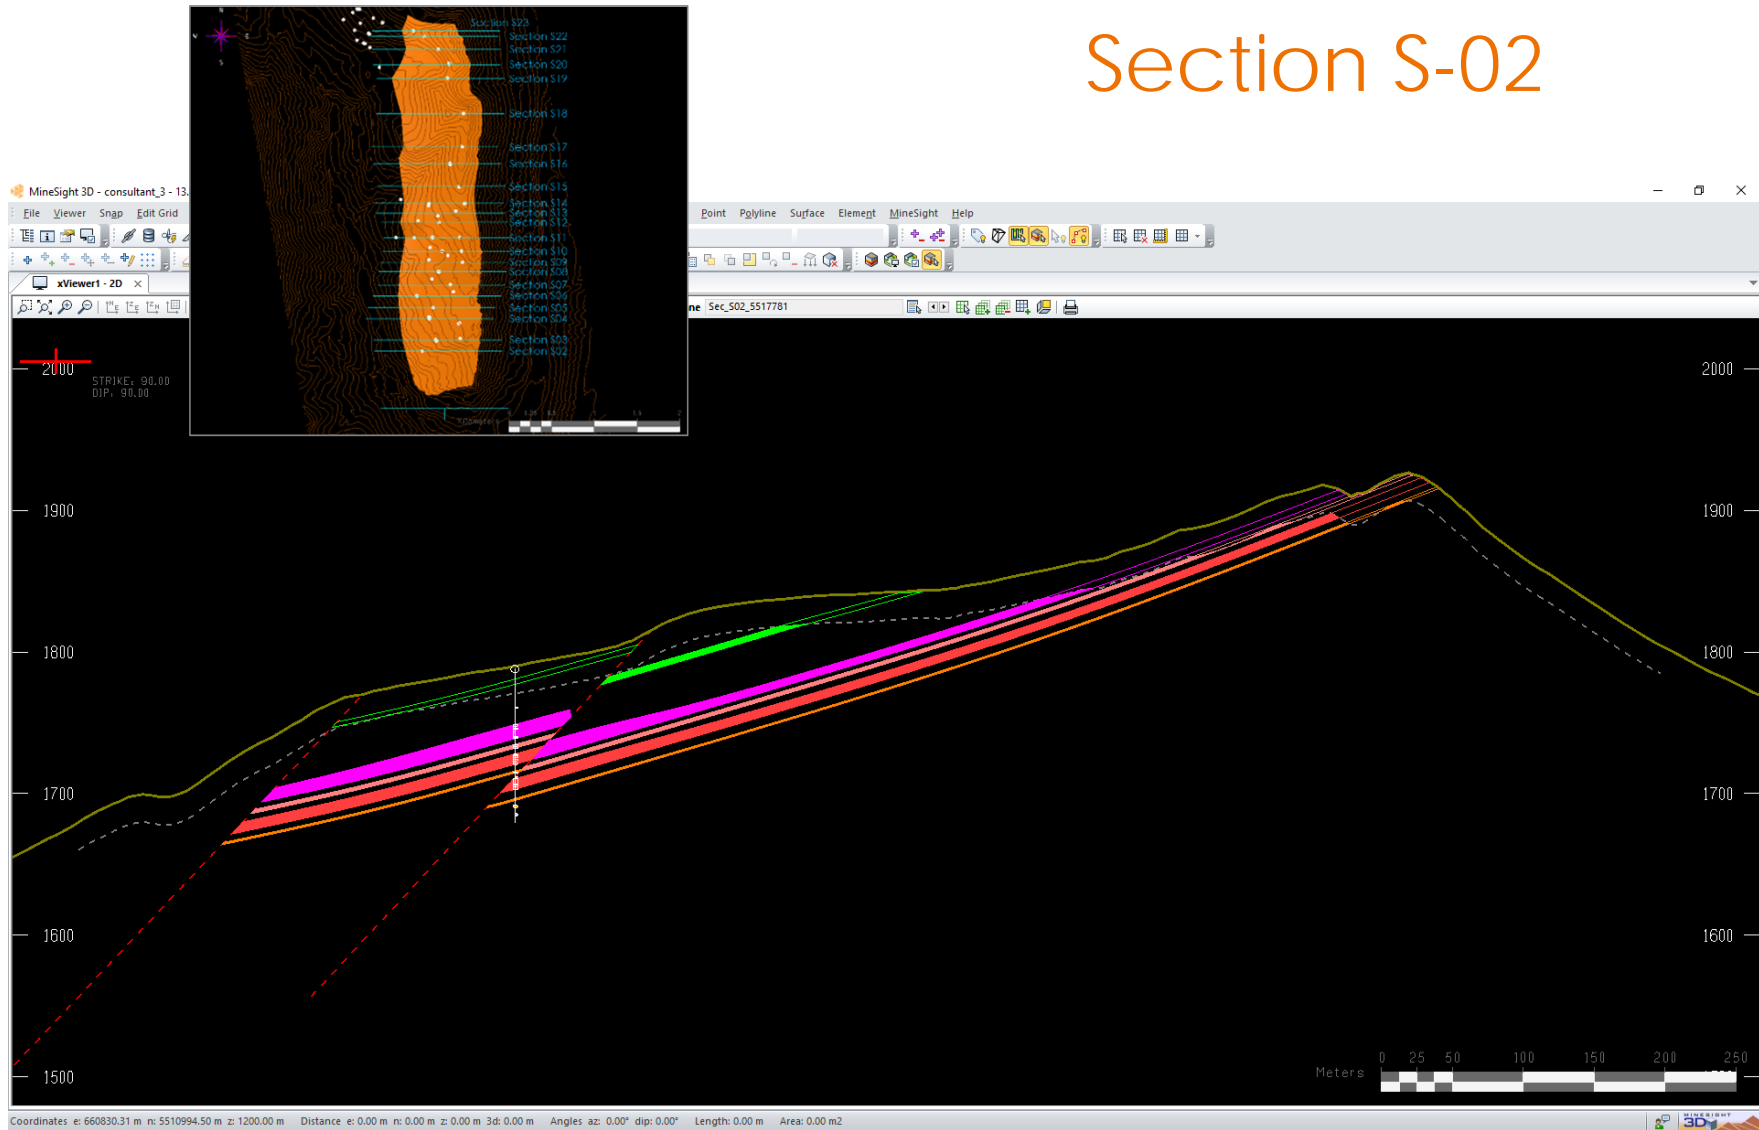 Section S-02
N
S
E
Section S23
Section S22
Section S21
Section S20
Section S19
Section S18
Section S17
Section S16
Section S15
Section S14
Section S13
Section S12
Section S11
Section S10
Section S09
Section S08
Section S07
Section S06
Section S05
Section S04
Section S03
Section S02
Kilometers
MineSight 3D - consultant_3 - 13.
File Viewer Snap Edit Grid Point Polyline Surface Element MineSight Help
xViewer1 - 2D
ne Sec_S02_5517781
STRIKE: 90.00
DIP: 90.00
2000 2000
1900 1900
1800 1800
1700 1700
1600 1600
1500
0 25 50 100 150 200 250
Meters
Coordinates e: 660830.31 m n: 5510994.50 m z: 1200.00 m Distance e: 0.00 m n: 0.00 m z: 0.00 m 3d: 0.00 m Angles az: 0.00° dip: 0.00° Length: 0.00 m Area: 0.00 m2
MINESIGHT
3D